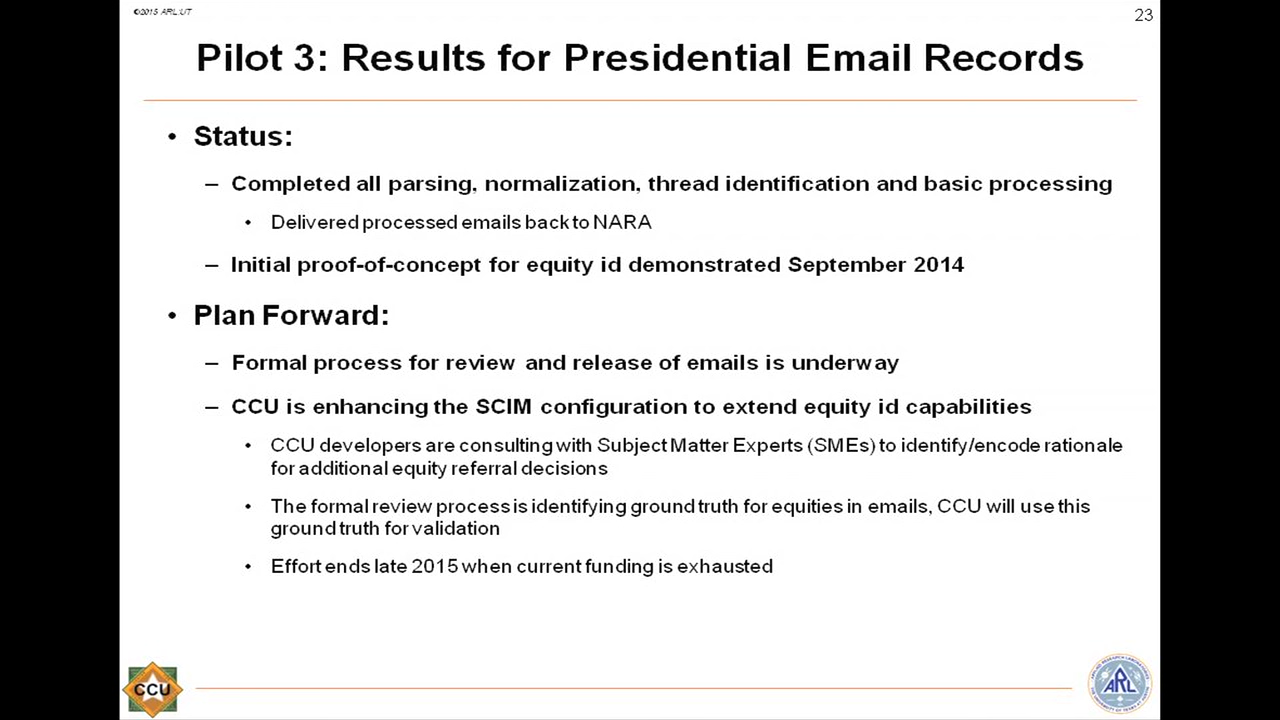 ©2015 ARL:UT
23
Pilot 3: Results for Presidential Email Records
• Status:
– Completed all parsing, normalization, thread identification and basic processing
• Delivered processed emails back to NARA
– Initial proof-of-concept for equity id demonstrated September 2014
• Plan Forward:
– Formal process for review and release of emails is underway
– CCU is enhancing the SCIM configuration to extend equity id capabilities
• CCU developers are consulting with Subject Matter Experts (SMEs) to identify/encode rationale
for additional equity referral decisions
• The formal review process is identifying ground truth for equities in emails, CCU will use this
ground truth for validation
• Effort ends late 2015 when current funding is exhausted
CCU
ARL